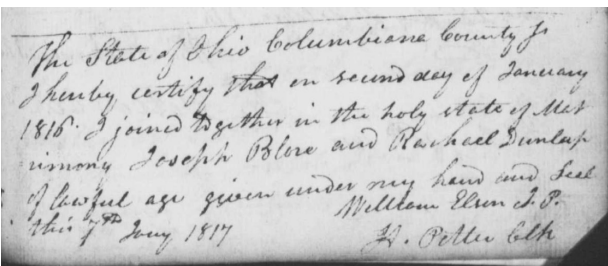 The State of Ohio Columbiana County Ss
I hereby certify that on second day of January
1816. I joined together in the holy state of Mat
rimony Joseph Blore and Rachael Dunlap
of lawful age given under my hand and Seal
this 7th Jany 1817 William Elson J. P.
H. Petter Clk